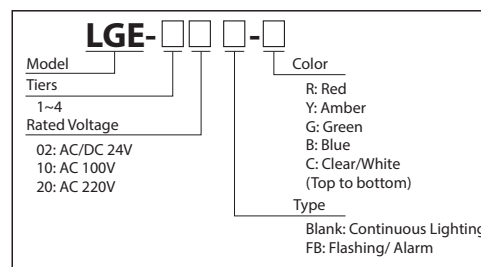 LGE-□□ □-□
Model
Tiers
1~4
Rated Voltage
02: AC/DC 24V
10: AC 100V
20: AC 220V
Color
R: Red
Y: Amber
G: Green
B: Blue
C: Clear/White
(Top to bottom)
Type
Blank: Continuous Lighting
FB: Flashing/ Alarm